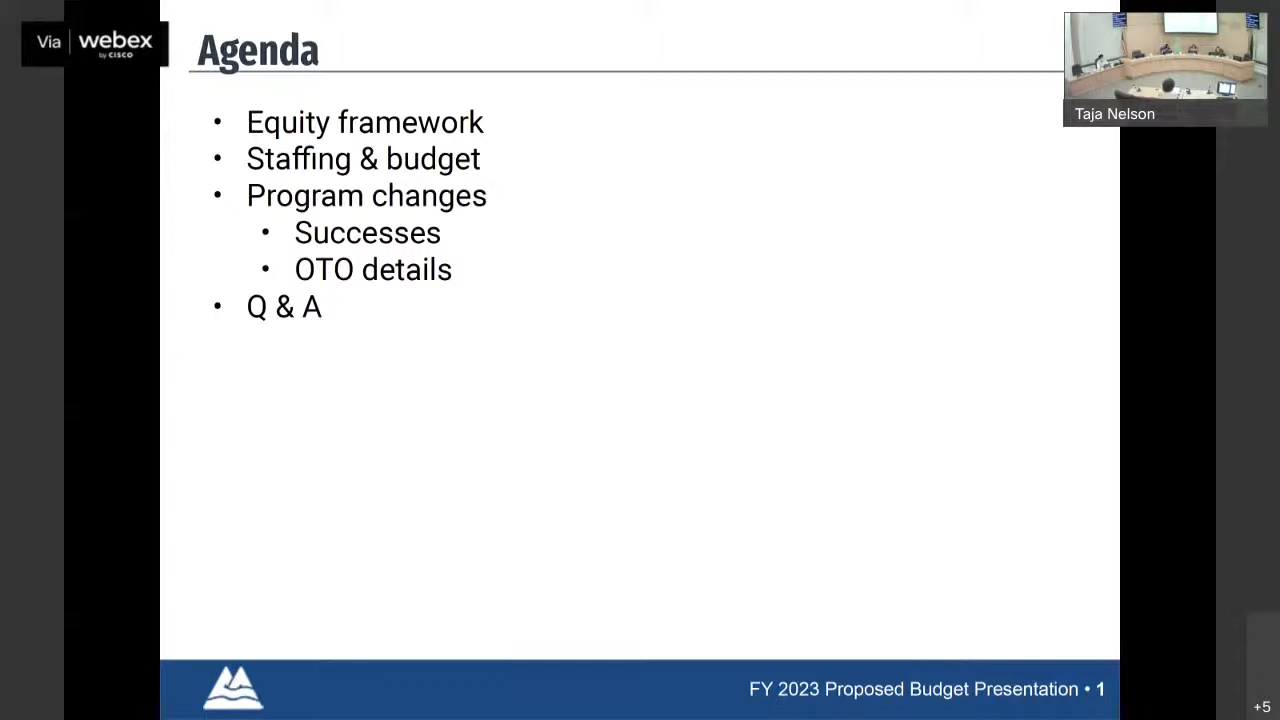 Via webex
by CISCO
Agenda
Taja Nelson
• Equity framework
• Staffing & budget
• Program changes
• Successes
• OTO details
• Q & A
FY 2023 Proposed Budget Presentation • 1
+5